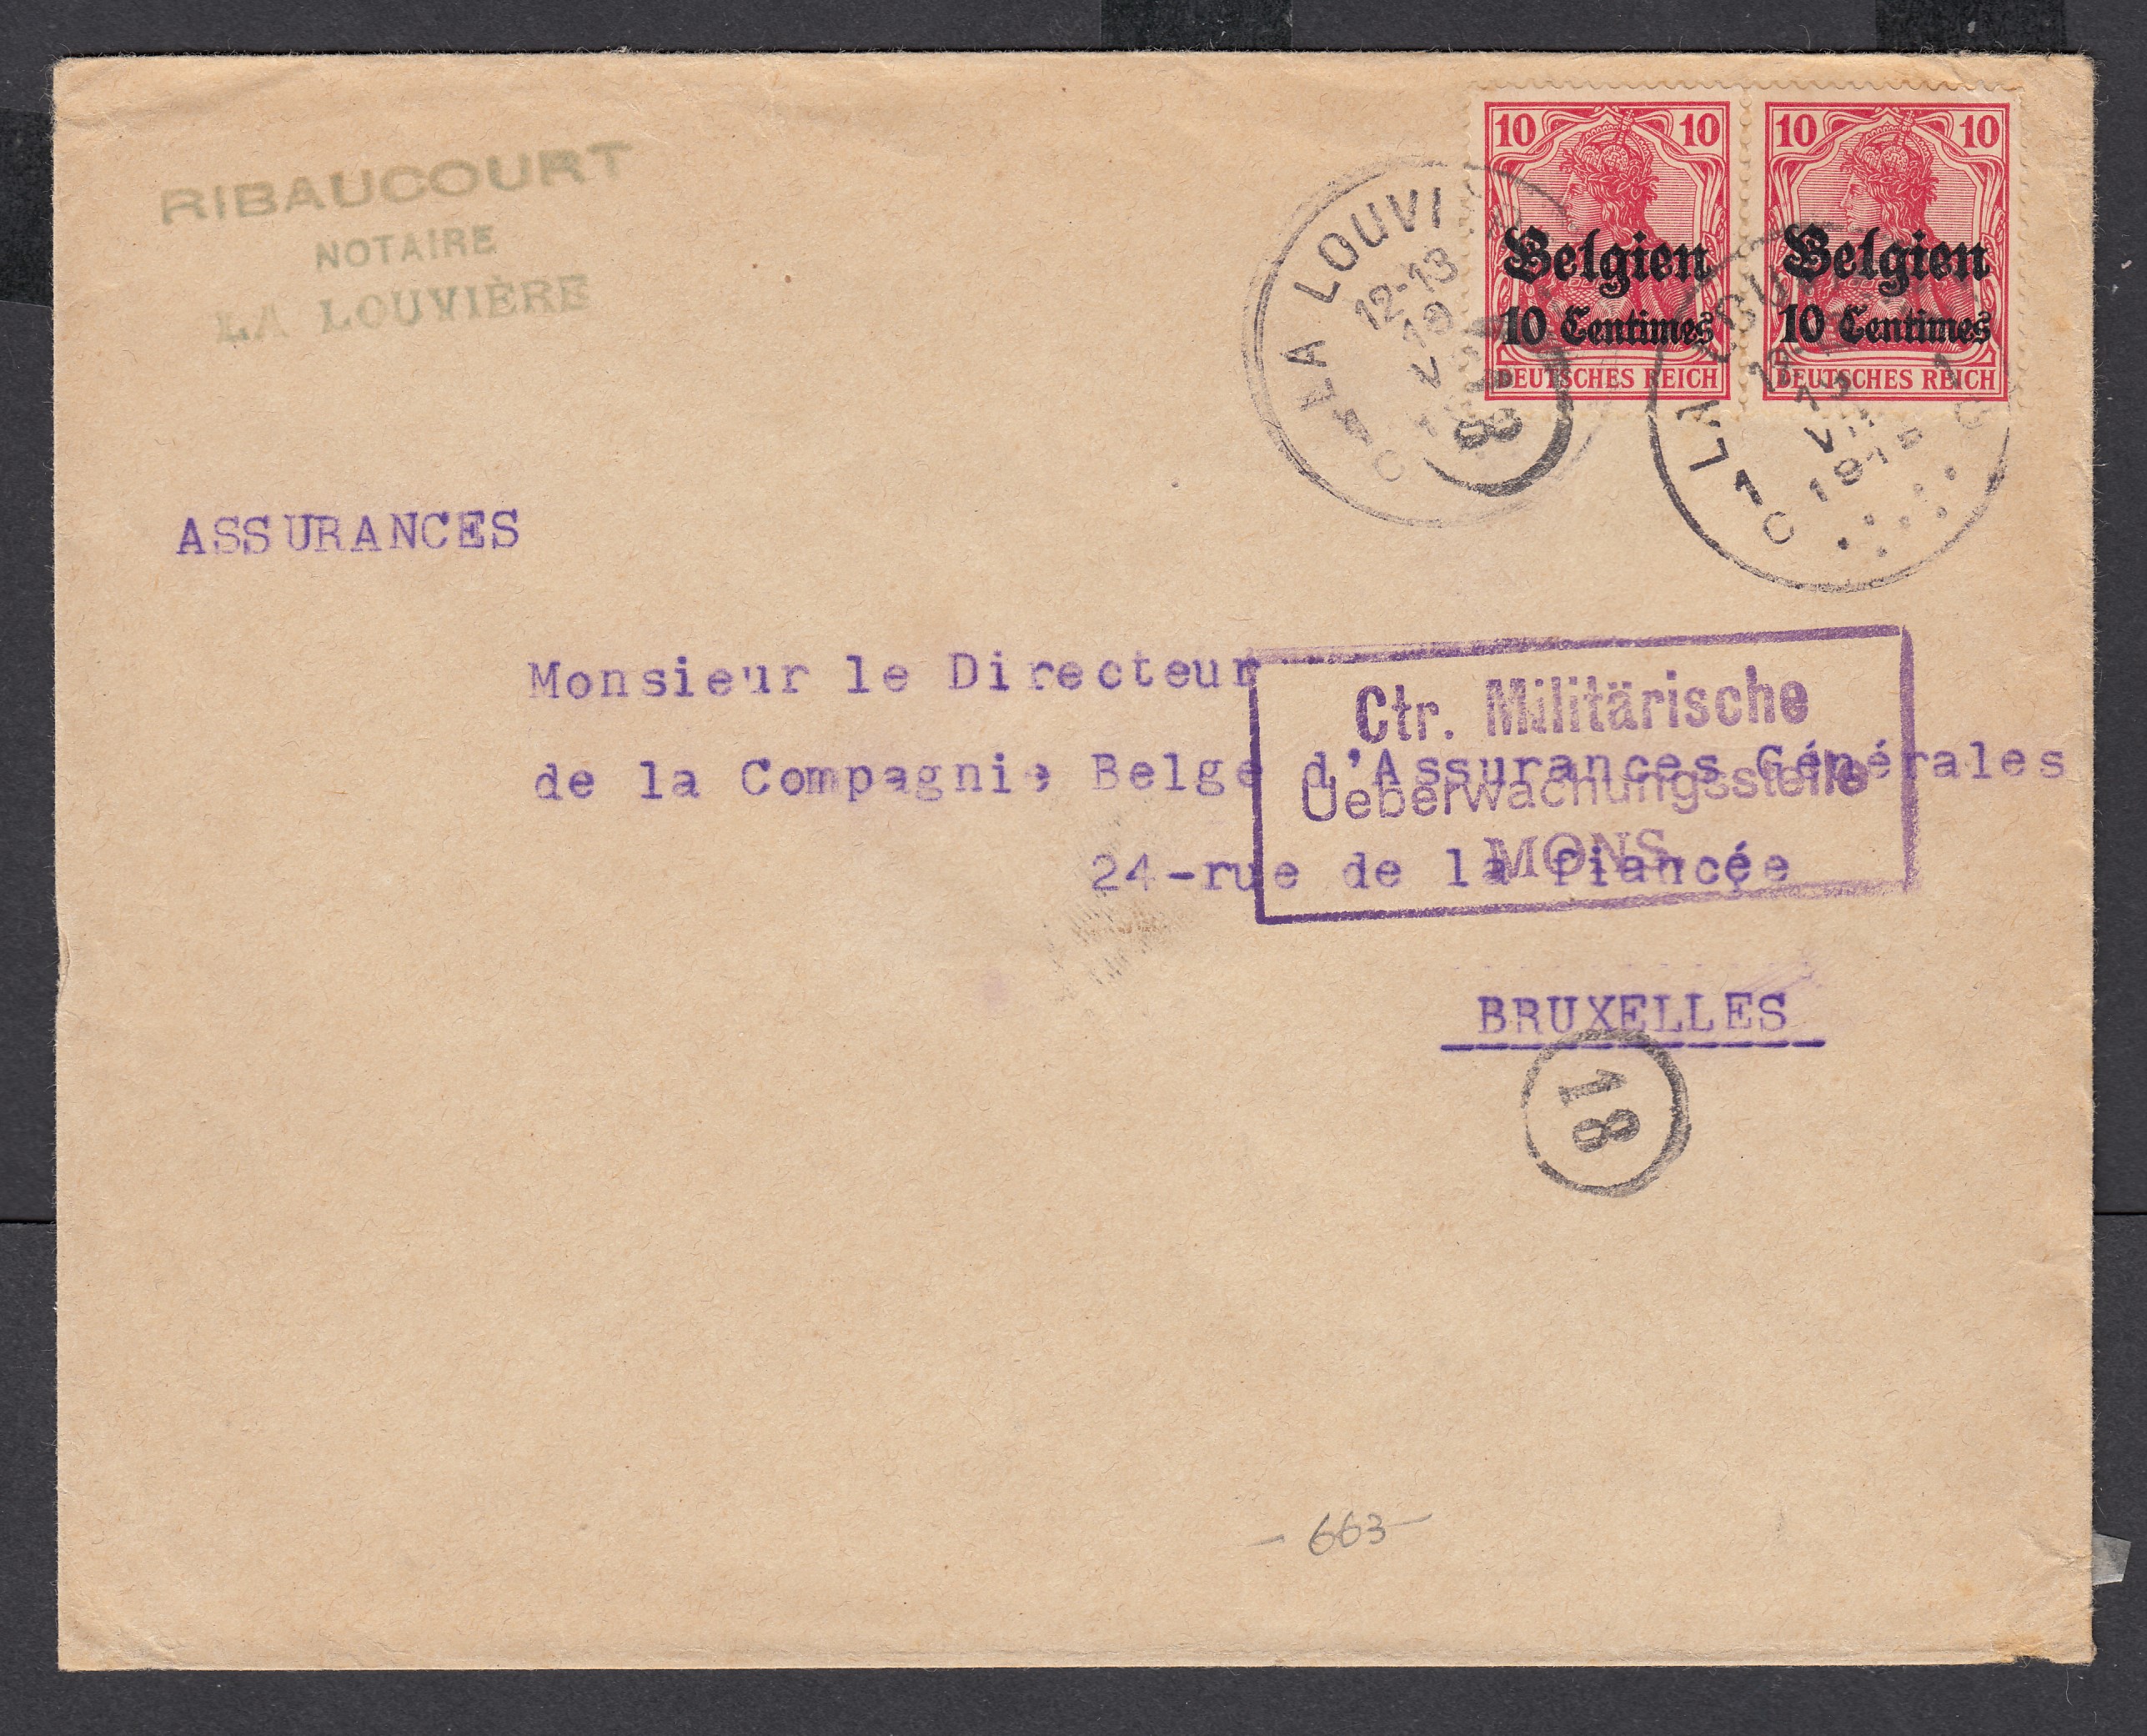 RIBAUCOURT
NOTAIRE
LA LOUVIÈRE
10 10
Belgien
10 Centimes
DEUTSCHES REICH
10 10
Belgien
10 Centimes
DEUTSCHES REICH
LA LOUVI
12-13
LA
1 C
ASSURANCES
Monsieur le Directeur
de la Compagnie Belge d'Assurances Générales
24-rue de la fiancée
BRUXELLES
Ctr. Militärische
Ueberwachungsstelle
MONS.
18
-663-